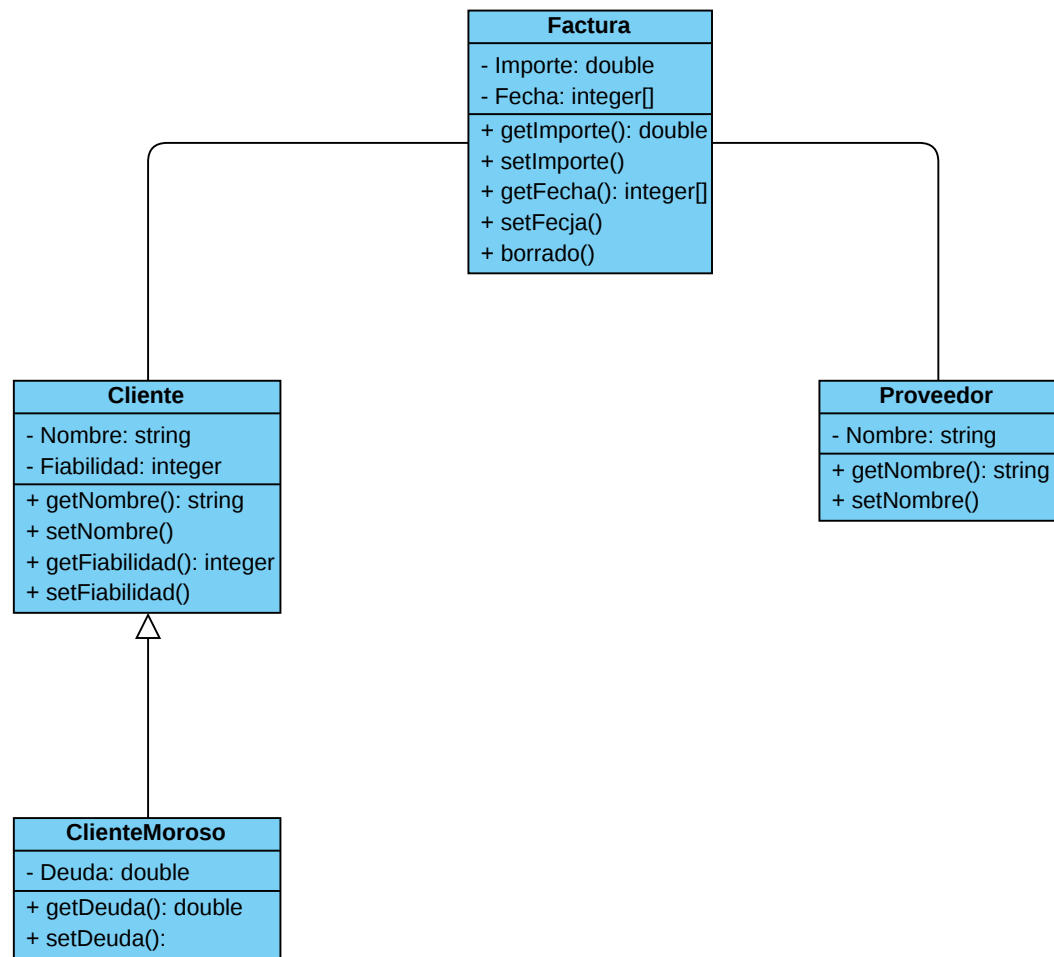 Factura
- Importe: double
- Fecha: integer[]
+ getImporte(): double
+ setImporte()
+ getFecha(): integer[]
+ setFecja()
+ borrado()
Cliente
- Nombre: string
- Fiabilidad: integer
+ getNombre(): string
+ setNombre()
+ getFiabilidad(): integer
+ setFiabilidad()
Proveedor
- Nombre: string
+ getNombre(): string
+ setNombre()
ClienteMoroso
- Deuda: double
+ getDeuda(): double
+ setDeuda():